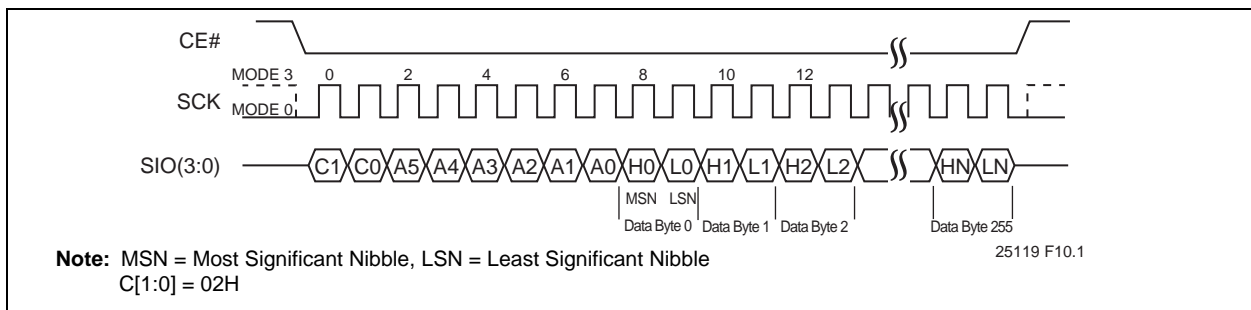 CE#
MODE 3 0 2 4 6 8 10 12
SCK
MODE 0
SIO(3:0) C1 C0 A5 A4 A3 A2 A1 A0 H0 L0 H1 L1 H2 L2 HN LN
MSN LSN
Data Byte 0 Data Byte 1 Data Byte 2 Data Byte 255
25119 F10.1
Note: MSN = Most Significant Nibble, LSN = Least Significant Nibble
C[1:0] = 02H